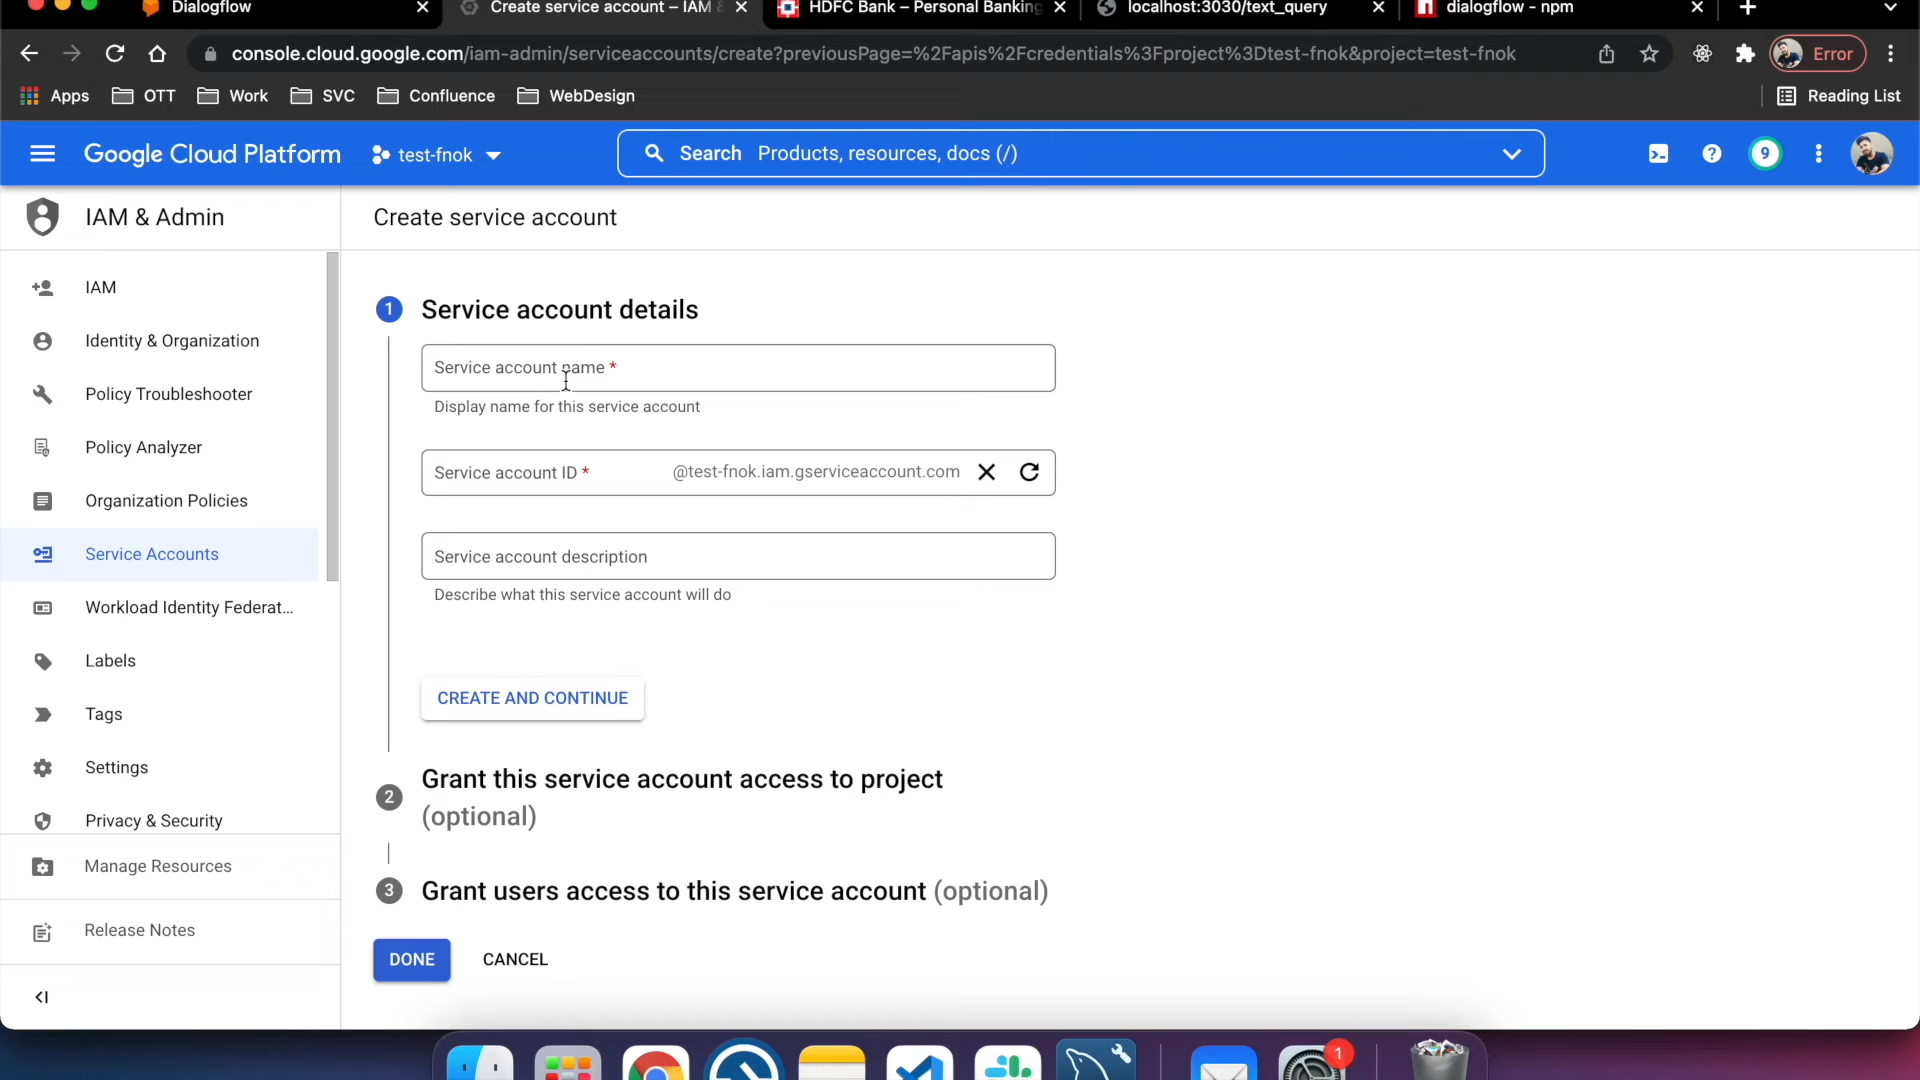 Dialogflow
Create service account – IAM &
HDFC Bank – Personal Banking
localhost:3030/text_query
dialogflow - npm
console.cloud.google.com/iam-admin/serviceaccounts/create?previousPage=%2Fapis%2Fcredentials%3Fproject%3Dtest-fnok&project=test-fnok
Error
Apps
OTT
Work
SVC
Confluence
WebDesign
Reading List
Google Cloud Platform
test-fnok
Search Products, resources, docs (/)
9
IAM & Admin
Create service account
IAM
Identity & Organization
Policy Troubleshooter
Policy Analyzer
Organization Policies
Service Accounts
Workload Identity Federat...
Labels
Tags
Settings
Privacy & Security
Manage Resources
Release Notes
1 Service account details
Service account name *
Display name for this service account
Service account ID * @test-fnok.iam.gserviceaccount.com
Service account description
Describe what this service account will do
CREATE AND CONTINUE
2 Grant this service account access to project
(optional)
3 Grant users access to this service account (optional)
DONE
CANCEL
1